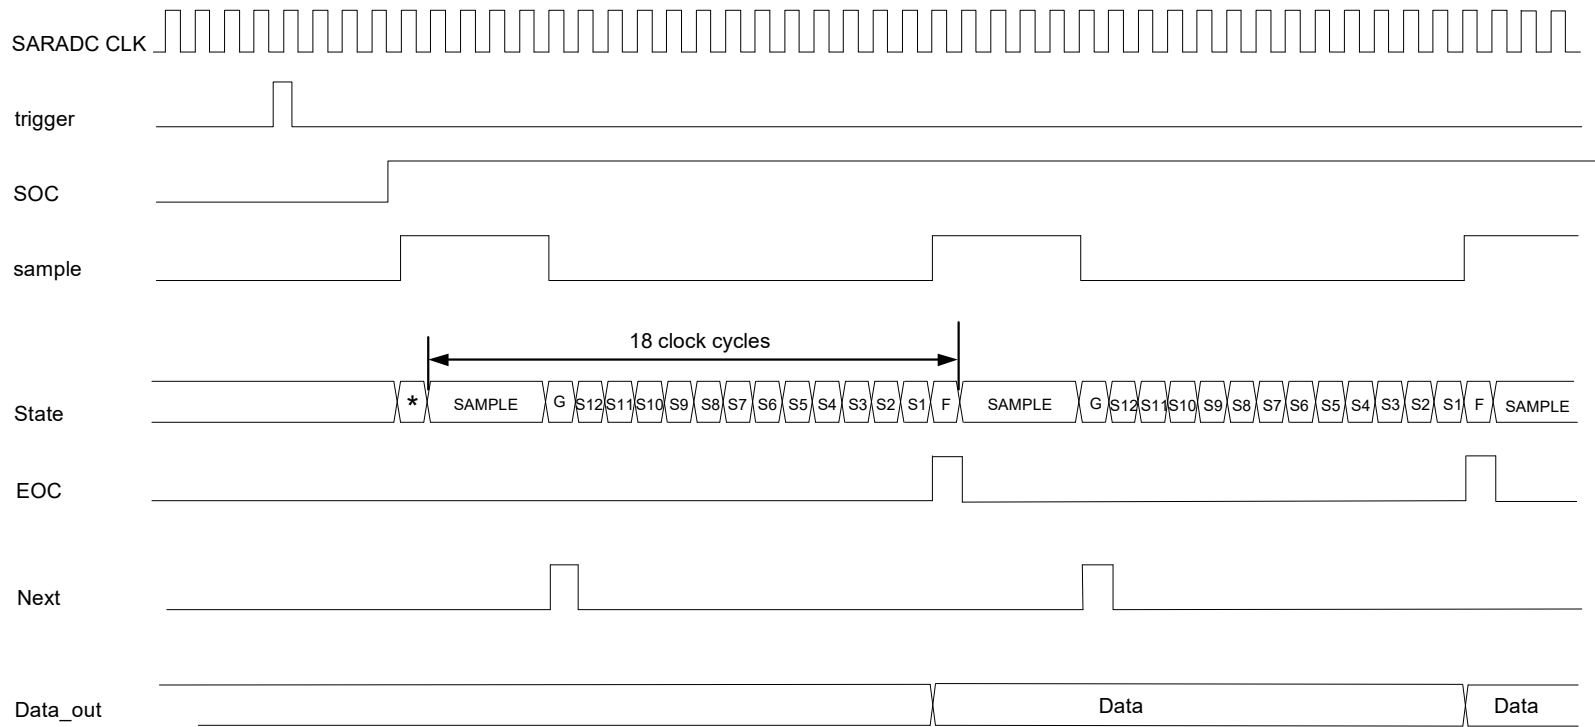 SARADC CLK
trigger
SOC
sample
18 clock cycles
State * SAMPLE G S12 S11 S10 S9 S8 S7 S6 S5 S4 S3 S2 S1 F SAMPLE G S12 S11 S10 S9 S8 S7 S6 S5 S4 S3 S2 S1 F SAMPLE
EOC
Next
Data_out Data Data